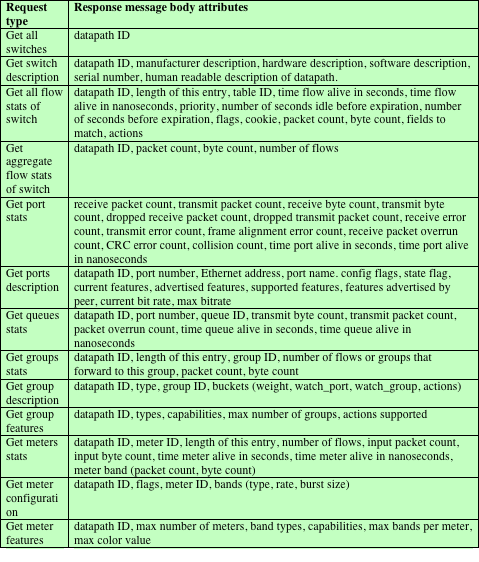 Request type
Response message body attributes
Get all switches
datapath ID
Get switch description
datapath ID, manufacturer description, hardware description, software description,
serial number, human readable description of datapath.
Get all flow stats of switch
datapath ID, length of this entry, table ID, time flow alive in seconds, time flow
alive in nanoseconds, priority, number of seconds idle before expiration, number
of seconds before expiration, flags, cookie, packet count, byte count, fields to
match, actions
Get aggregate flow stats of switch
datapath ID, packet count, byte count, number of flows
Get port stats
receive packet count, transmit packet count, receive byte count, transmit byte
count, dropped receive packet count, dropped transmit packet count, receive error
count, transmit error count, frame alignment error count, receive packet overrun
count, CRC error count, collision count, time port alive in seconds, time port alive
in nanoseconds
Get ports description
datapath ID, port number, Ethernet address, port name. config flags, state flag,
current features, advertised features, supported features, features advertised by
peer, current bit rate, max bitrate
Get queues stats
datapath ID, port number, queue ID, transmit byte count, transmit packet count,
packet overrun count, time queue alive in seconds, time queue alive in
nanoseconds
Get groups stats
datapath ID, length of this entry, group ID, number of flows or groups that
forward to this group, packet count, byte count
Get group description
datapath ID, type, group ID, buckets (weight, watch_port, watch_group, actions)
Get group features
datapath ID, types, capabilities, max number of groups, actions supported
Get meters stats
datapath ID, meter ID, length of this entry, number of flows, input packet count,
input byte count, time meter alive in seconds, time meter alive in nanoseconds,
meter band (packet count, byte count)
Get meter configurati on
datapath ID, flags, meter ID, bands (type, rate, burst size)
Get meter features
datapath ID, max number of meters, band types, capabilities, max bands per meter,
max color value